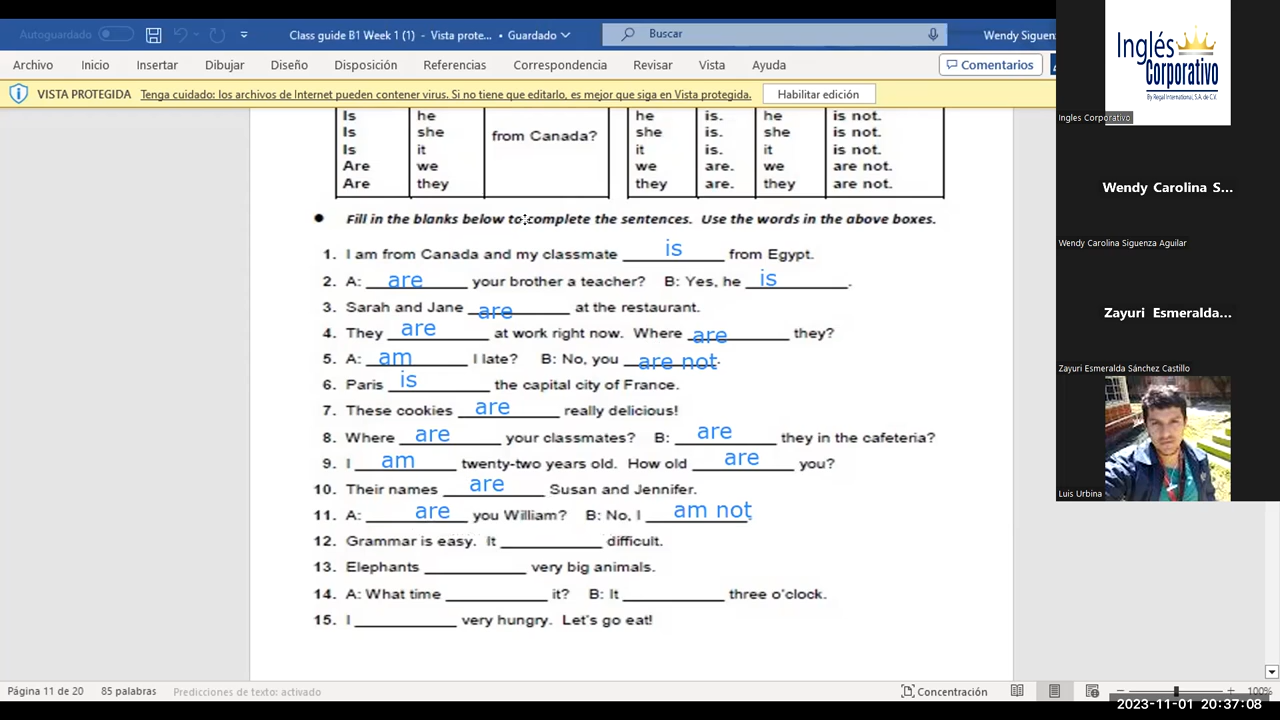 Autoguardado
Class guide B1 Week 1 (1) - Vista prote... • Guardado
Buscar
Wendy Siguenz
Archivo Inicio Insertar Dibujar Diseño Disposición Referencias Correspondencia Revisar Vista Ayuda
Comentarios
VISTA PROTEGIDA Tenga cuidado: los archivos de Internet pueden contener virus. Si no tiene que editarlo, es mejor que siga en Vista protegida. Habilitar edición
Is he he is. he is not.
Is she from Canada? she is. she is not.
Is it it is. it is not.
Are we we are. we are not.
Are they they are. they are not.
● Fill in the blanks below to complete the sentences. Use the words in the above boxes.
1. I am from Canada and my classmate is from Egypt.
2. A: are your brother a teacher? B: Yes, he is.
3. Sarah and Jane are at the restaurant.
4. They are at work right now. Where are they?
5. A: am I late? B: No, you are not.
6. Paris is the capital city of France.
7. These cookies are really delicious!
8. Where are your classmates? B: are they in the cafeteria?
9. I am twenty-two years old. How old are you?
10. Their names are Susan and Jennifer.
11. A: are you William? B: No, I am not.
12. Grammar is easy. It ____________ difficult.
13. Elephants ____________ very big animals.
14. A: What time ____________ it? B: It ____________ three o'clock.
15. I ____________ very hungry. Let's go eat!
Página 11 de 20 85 palabras Predicciones de texto: activado
Concentración
100%
Inglés
Corporativo
By Regal International, S.A. de C.V.
Ingles Corporativo
Wendy Carolina S...
Wendy Carolina Siguenza Aguilar
Zayuri Esmeralda...
Zayuri Esmeralda Sánchez Castillo
Luis Urbina
2023-11-01 20:37:08